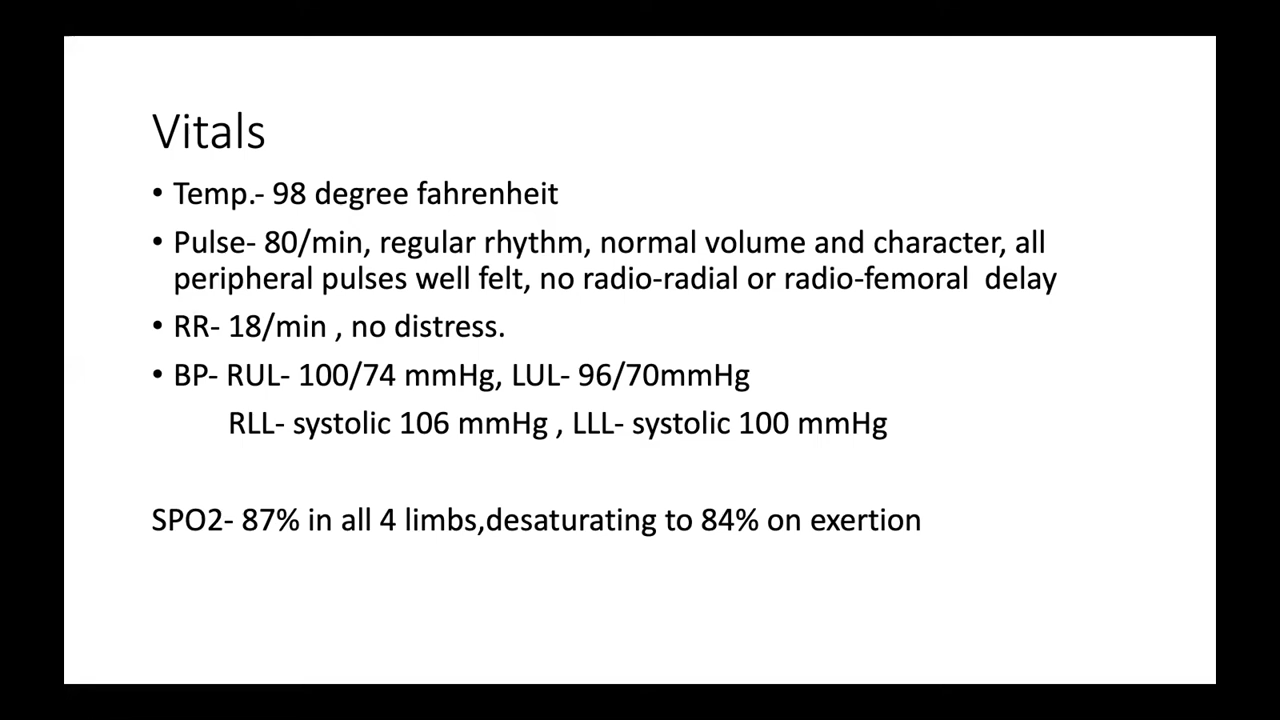 Vitals
• Temp.- 98 degree fahrenheit
• Pulse- 80/min, regular rhythm, normal volume and character, all
peripheral pulses well felt, no radio-radial or radio-femoral  delay
• RR- 18/min , no distress.
• BP- RUL- 100/74 mmHg, LUL- 96/70mmHg
RLL- systolic 106 mmHg , LLL- systolic 100 mmHg
SPO2- 87% in all 4 limbs,desaturating to 84% on exertion